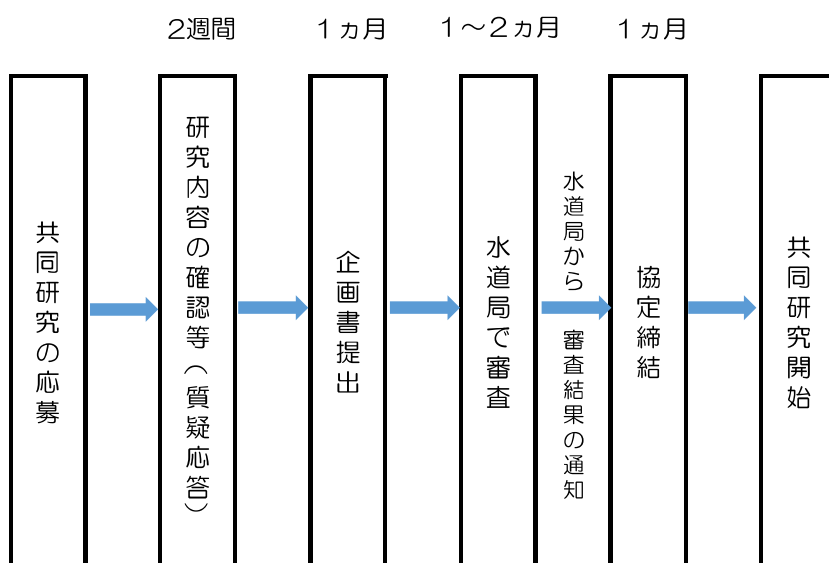 ２週間
１ヵ月
１～２ヵ月
１ヵ月
共同研究の応募
研究内容の確認等（質疑応答）
企画書提出
水道局で審査
水道局から　審査結果の通知
協定締結
共同研究開始